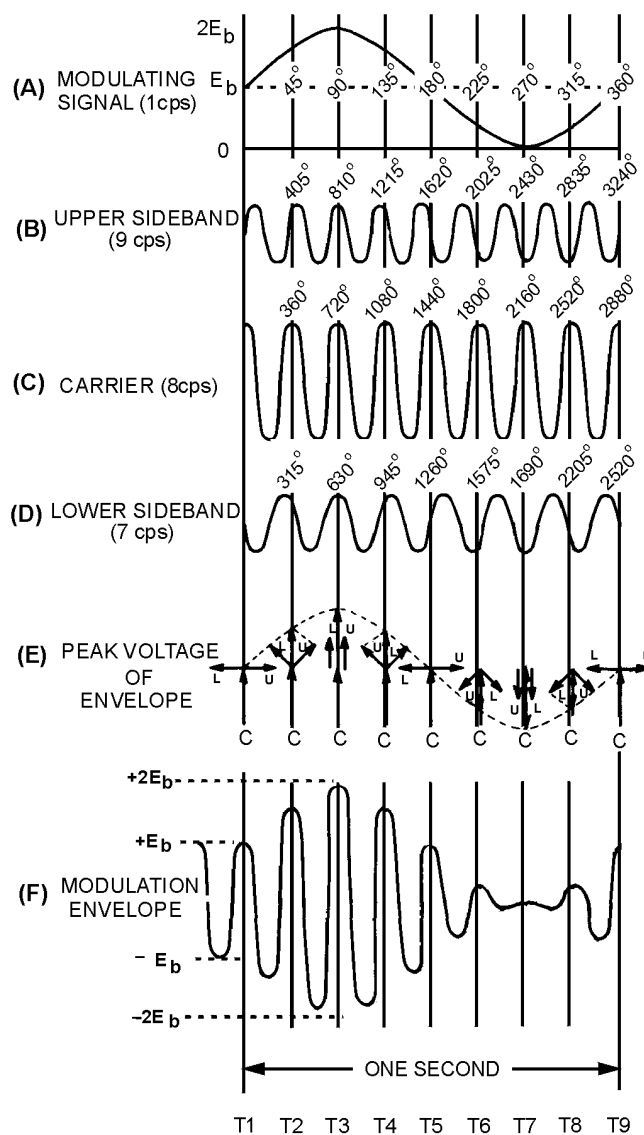 2E_b
E_b
(A) MODULATING
SIGNAL (1cps)
0
45° 90° 135° 180° 225° 270° 315° 360°
405° 810° 1215° 1620° 2025° 2430° 2835° 3240°
(B) UPPER SIDEBAND
(9 cps)
360° 720° 1080° 1440° 1800° 2160° 2520° 2880°
(C) CARRIER (8cps)
315° 630° 945° 1260° 1575° 1690° 2205° 2520°
(D) LOWER SIDEBAND
(7 cps)
(E) PEAK VOLTAGE
OF
ENVELOPE
L U L U L U L U L U U L U L U L L
C C C C C C C C C
+2E_b
+E_b
(F) MODULATION
ENVELOPE
– E_b
–2E_b
ONE SECOND
T1 T2 T3 T4 T5 T6 T7 T8 T9